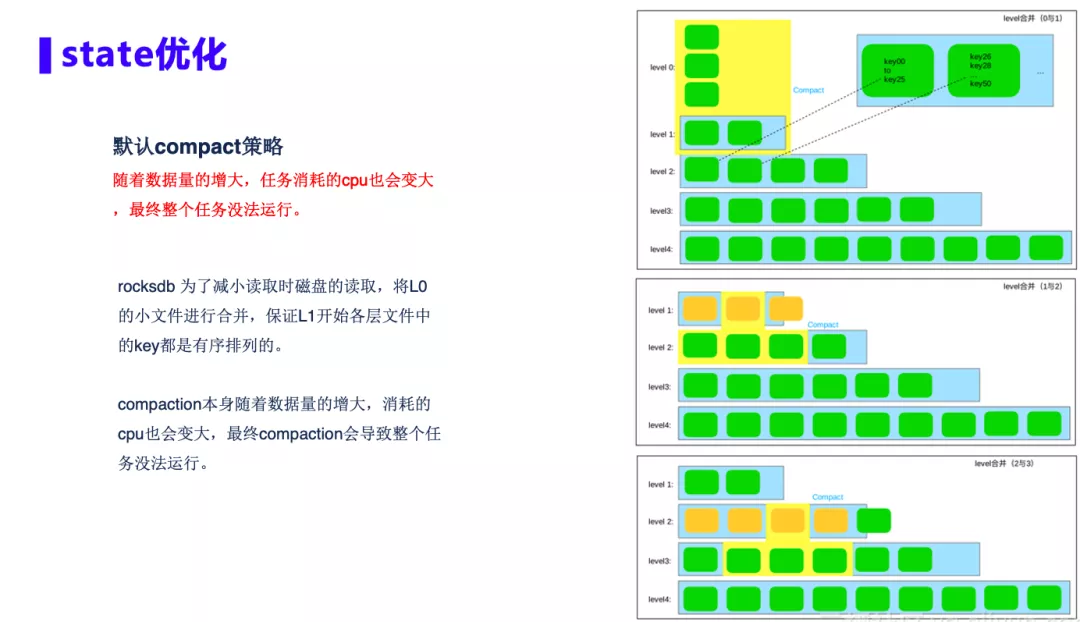 state优化
默认compact策略
随着数据量的增大，任务消耗的cpu也会变大
，最终整个任务没法运行。
rocksdb 为了减小读取时磁盘的读取，将L0
的小文件进行合并，保证L1开始各层文件中
的key都是有序排列的。
compaction本身随着数据量的增大，消耗的
cpu也会变大，最终compaction会导致整个任
务没法运行。
level合并（0与1）
level 0:
Compact
key00
to
key25
key26
key28
...
key50
...
level 1:
level 2:
level3:
level4:
level合并（1与2）
level 1:
Compact
level 2:
level3:
level4:
level合并（2与3）
level 1:
Compact
level 2:
level3:
level4: